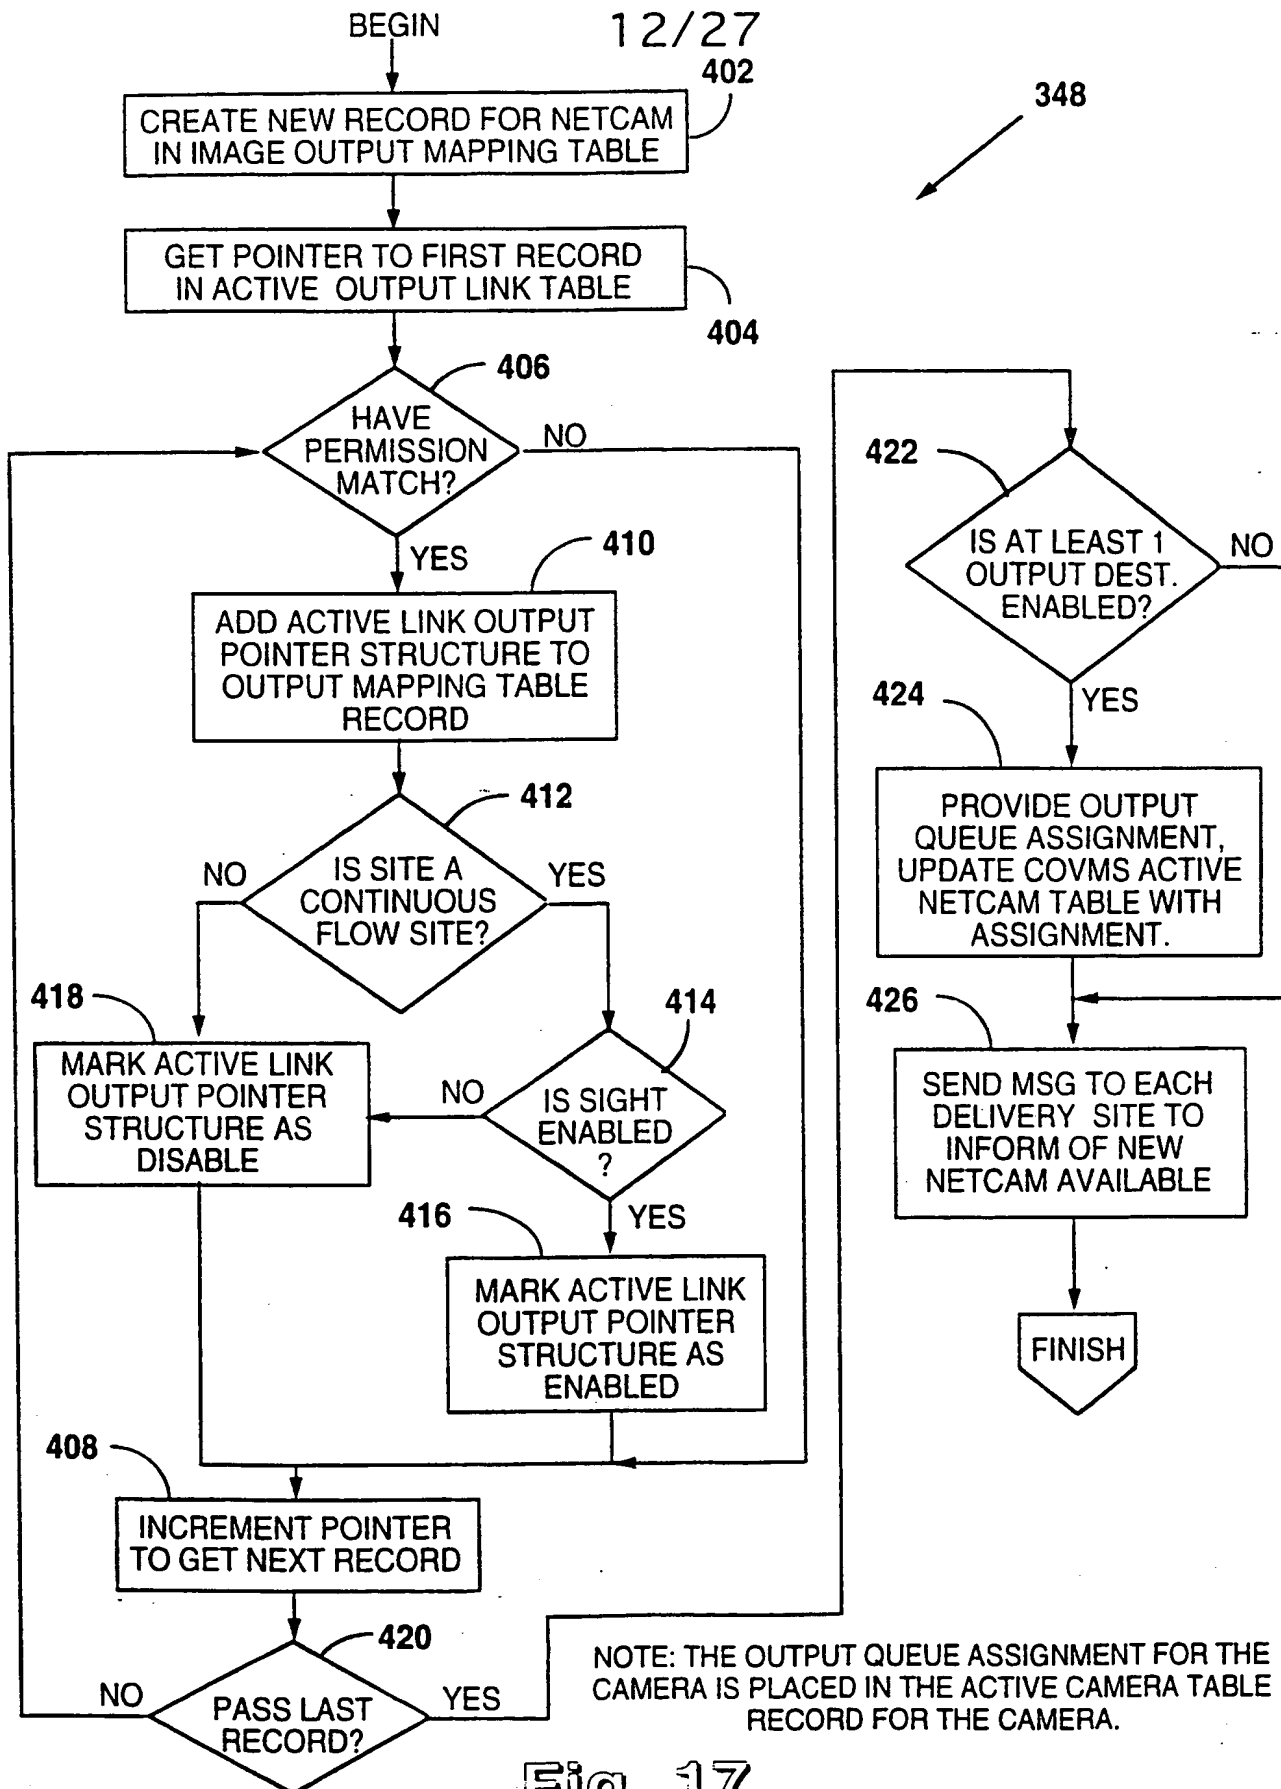 BEGIN
12/27
402
348
CREATE NEW RECORD FOR NETCAM
IN IMAGE OUTPUT MAPPING TABLE
GET POINTER TO FIRST RECORD
IN ACTIVE OUTPUT LINK TABLE
404
406
HAVE
PERMISSION
MATCH?
NO
YES
410
ADD ACTIVE LINK OUTPUT
POINTER STRUCTURE TO
OUTPUT MAPPING TABLE
RECORD
412
NO
IS SITE A
CONTINUOUS
FLOW SITE?
YES
418
MARK ACTIVE LINK
OUTPUT POINTER
STRUCTURE AS
DISABLE
414
NO
IS SIGHT
ENABLED
?
YES
416
MARK ACTIVE LINK
OUTPUT POINTER
STRUCTURE AS
ENABLED
408
INCREMENT POINTER
TO GET NEXT RECORD
420
NO
PASS LAST
RECORD?
YES
422
IS AT LEAST 1
OUTPUT DEST.
ENABLED?
NO
YES
424
PROVIDE OUTPUT
QUEUE ASSIGNMENT,
UPDATE COVMS ACTIVE
NETCAM TABLE WITH
ASSIGNMENT.
426
SEND MSG TO EACH
DELIVERY SITE TO
INFORM OF NEW
NETCAM AVAILABLE
FINISH
NOTE: THE OUTPUT QUEUE ASSIGNMENT FOR THE
CAMERA IS PLACED IN THE ACTIVE CAMERA TABLE
RECORD FOR THE CAMERA.
Fig. 17